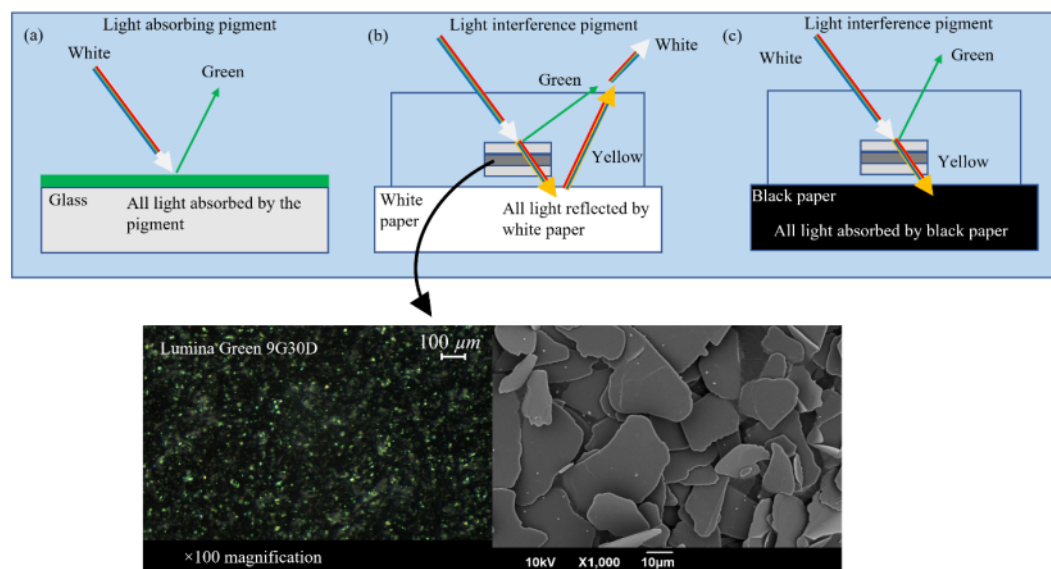 (a)
Light absorbing pigment
White
Green
Glass
All light absorbed by the
pigment
(b)
Light interference pigment
White
Green
Yellow
White
paper
All light reflected by
white paper
(c)
Light interference pigment
White
Green
Yellow
Black paper
All light absorbed by black paper
Lumina Green 9G30D
100 μm
×100 magnification
10kV X1,000 10μm